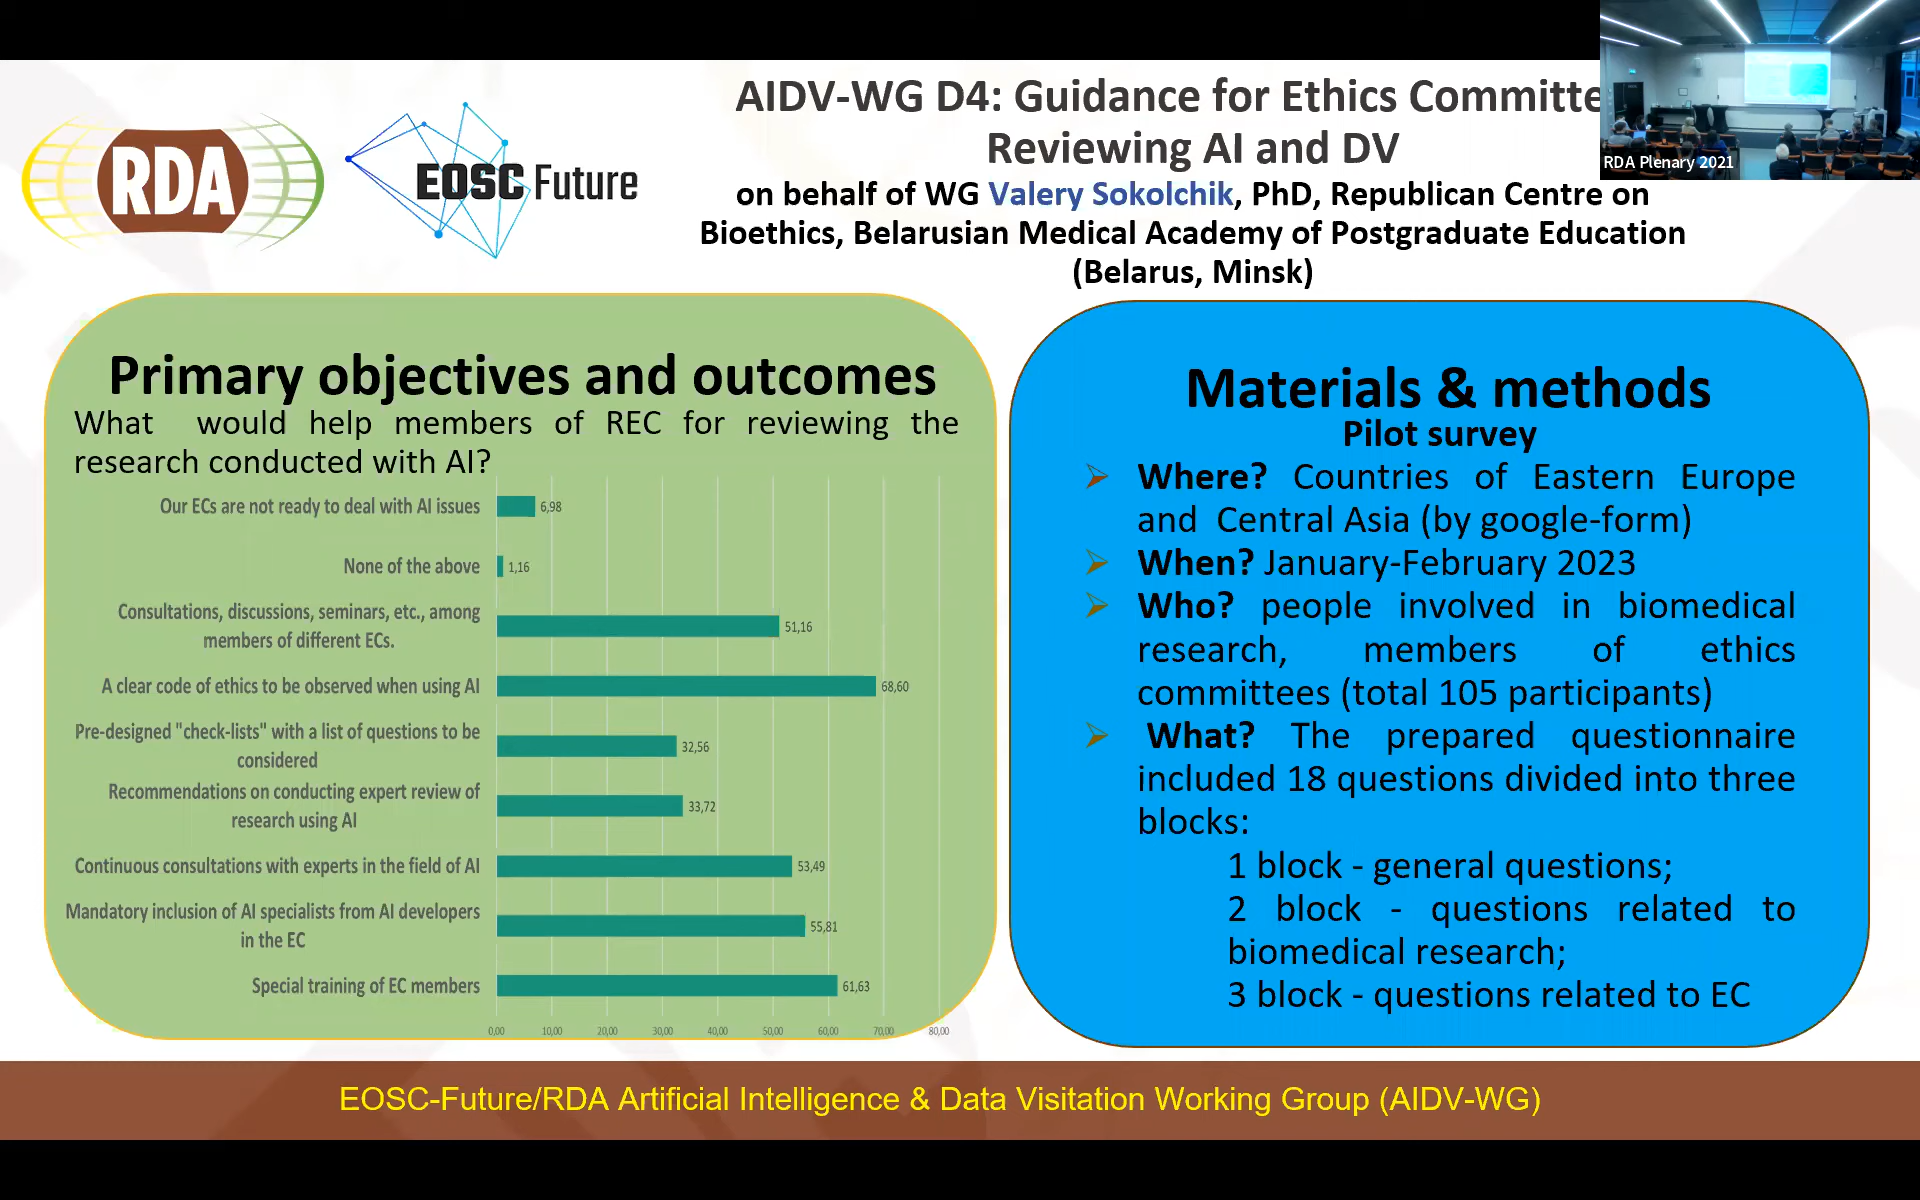 AIDV-WG D4: Guidance for Ethics Committe
Reviewing AI and DV
on behalf of WG Valery Sokolchik, PhD, Republican Centre on
Bioethics, Belarusian Medical Academy of Postgraduate Education
(Belarus, Minsk)
RDA Plenary 2021
RDA
EOSC Future
Primary objectives and outcomes
What would help members of REC for reviewing the
research conducted with AI?
Our ECs are not ready to deal with AI issues 6,98
None of the above 1,16
Consultations, discussions, seminars, etc., among
members of different ECs. 51,16
A clear code of ethics to be observed when using AI 68,60
Pre-designed "check-lists" with a list of questions to be
considered 32,56
Recommendations on conducting expert review of
research using AI 33,72
Continuous consultations with experts in the field of AI 53,49
Mandatory inclusion of AI specialists from AI developers
in the EC 55,81
Special training of EC members 61,63
0,00 10,00 20,00 30,00 40,00 50,00 60,00 70,00 80,00
Materials & methods
Pilot survey
➢ Where? Countries of Eastern Europe
and Central Asia (by google-form)
➢ When? January-February 2023
➢ Who? people involved in biomedical
research, members of ethics
committees (total 105 participants)
➢ What? The prepared questionnaire
included 18 questions divided into three
blocks:
1 block - general questions;
2 block - questions related to
biomedical research;
3 block - questions related to EC
EOSC-Future/RDA Artificial Intelligence & Data Visitation Working Group (AIDV-WG)